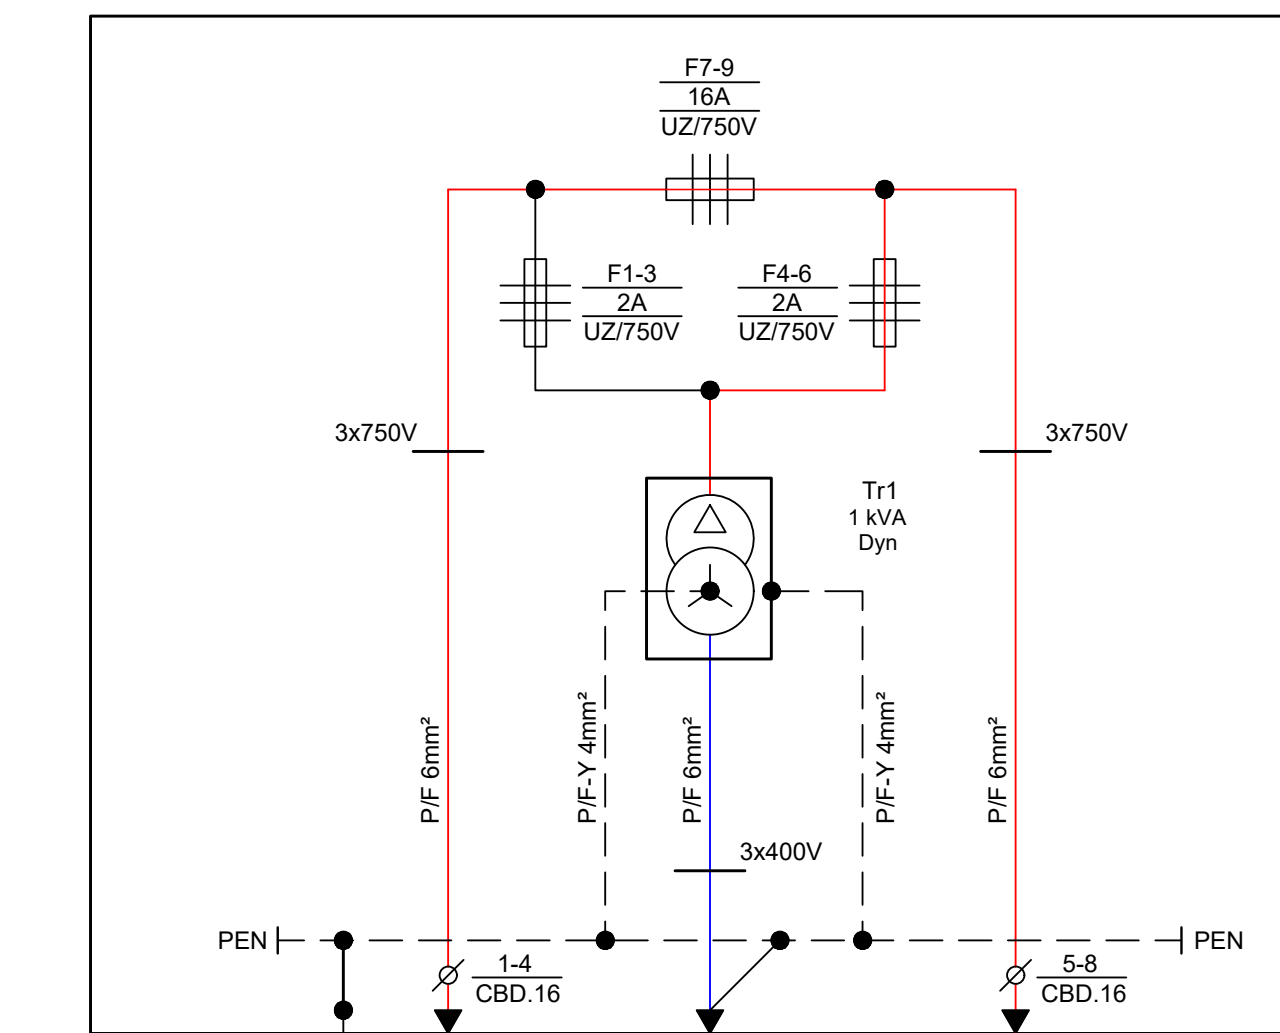 F7-9
16A
UZ/750V
F1-3
2A
UZ/750V
F4-6
2A
UZ/750V
3x750V
3x750V
Tr1
1 kVA
Dyn
P/F 6mm²
P/F-Y 4mm²
P/F 6mm²
P/F-Y 4mm²
P/F 6mm²
3x400V
PEN
PEN
1-4
CBD.16
5-8
CBD.16